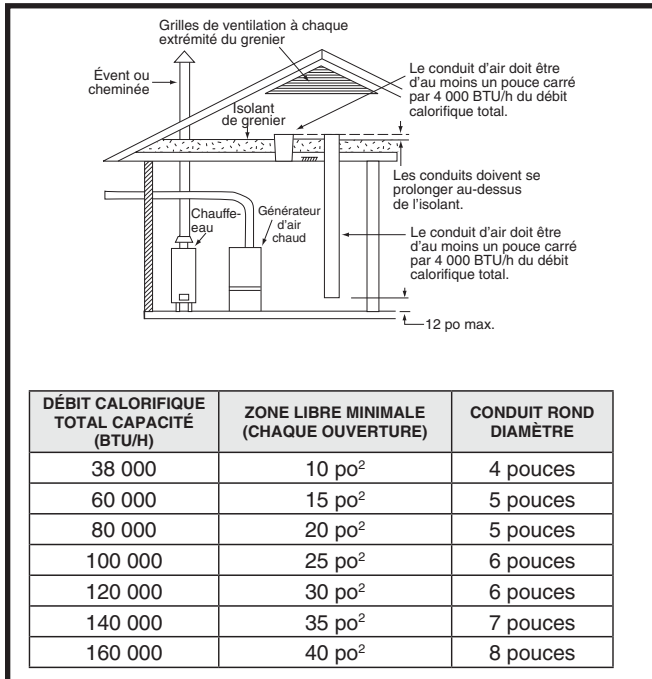 Grilles de ventilation à chaque
extrémité du grenier
Évent ou
cheminée
Le conduit d'air doit être
d'au moins un pouce carré
par 4 000 BTU/h du débit
calorifique total.
Isolant
de grenier
Les conduits doivent se
prolonger au-dessus
de l'isolant.
Chauffe-
eau
Générateur
d'air
chaud
Le conduit d'air doit être
d'au moins un pouce carré
par 4 000 BTU/h du débit
calorifique total.
12 po max.
DÉBIT CALORIFIQUE
TOTAL CAPACITÉ
(BTU/H)
ZONE LIBRE MINIMALE
(CHAQUE OUVERTURE)
CONDUIT ROND
DIAMÈTRE
38 000 10 po² 4 pouces
60 000 15 po² 5 pouces
80 000 20 po² 5 pouces
100 000 25 po² 6 pouces
120 000 30 po² 6 pouces
140 000 35 po² 7 pouces
160 000 40 po² 8 pouces